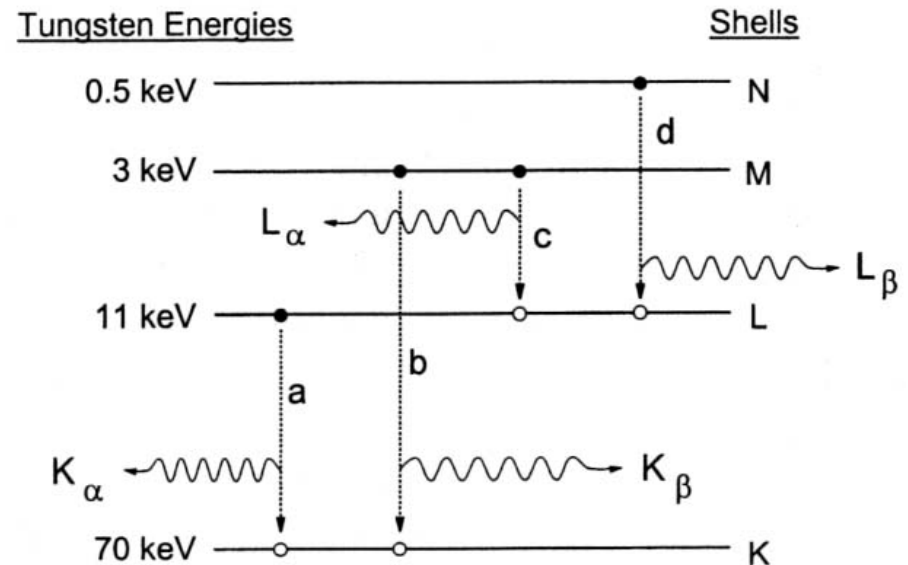 Tungsten Energies Shells
0.5 keV N
d
3 keV M
Lα c
Lβ
11 keV L
b
a
Kα Kβ
70 keV K